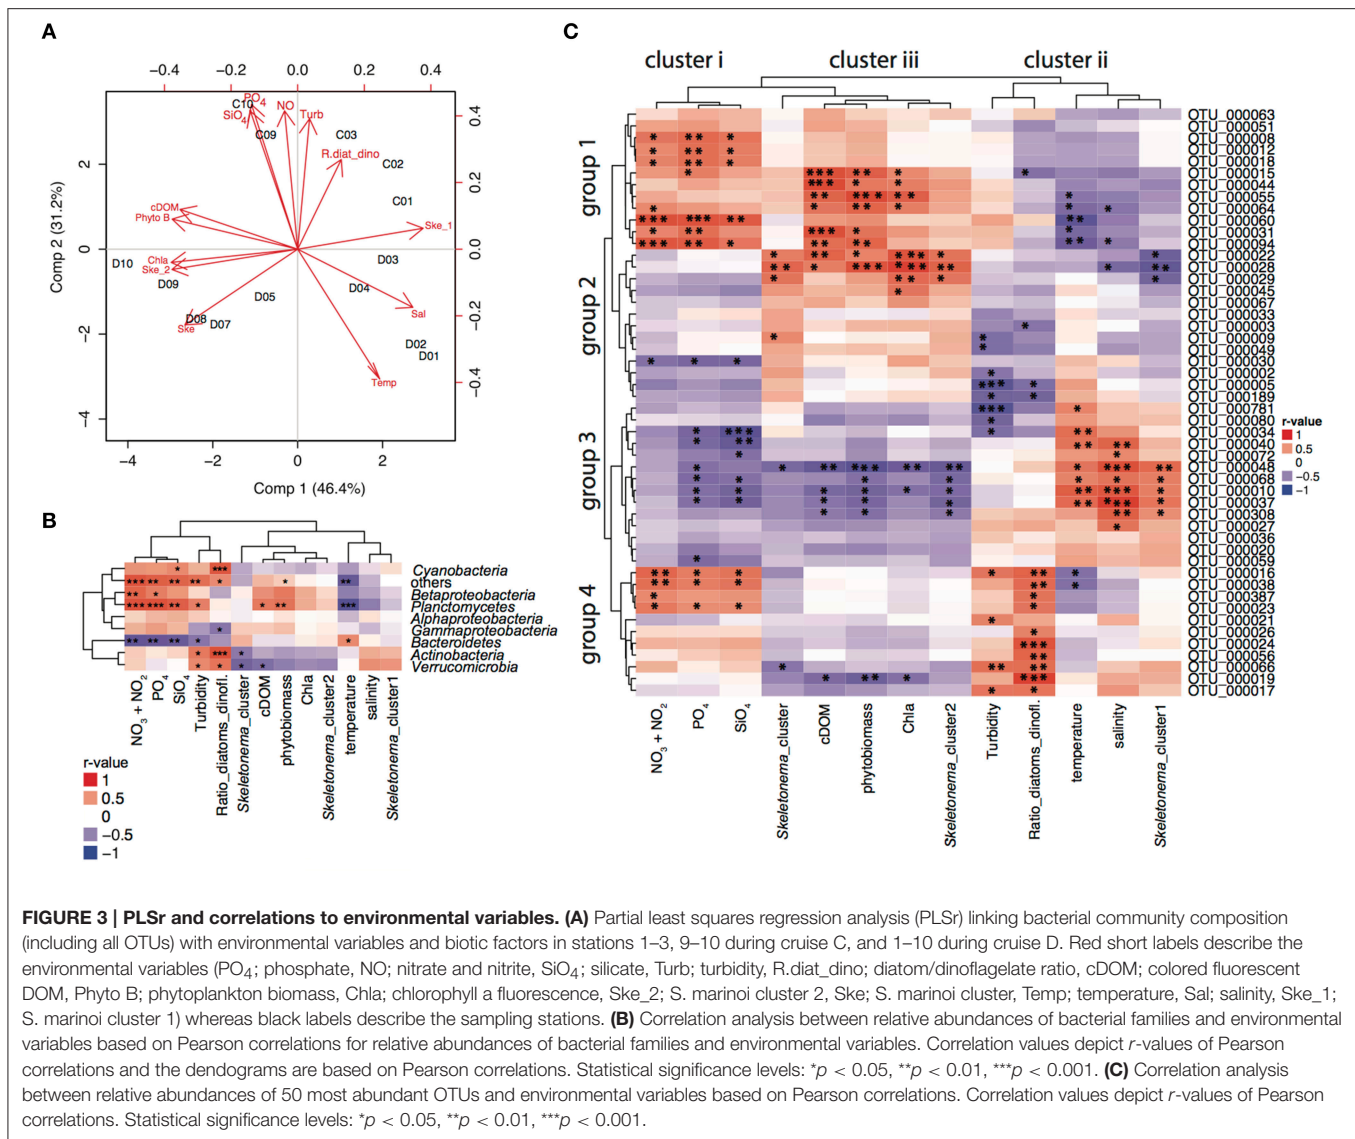 A
−0.4 −0.2 0.0 0.2 0.4
Comp 2 (31.2%)
2
0
−2
−4
0.4
0.2
0.0
−0.2
−0.4
PO4
C10
SiO4
C09
NO
Turb
C03
R.diat_dino
C02
C01
cDOM
Phyto B
Ske_1
Chla
Ske_2
D10
D09
D03
D05
D04
Sal
D08
D07
Ske
D02
D01
Temp
−4 −2 0 2
Comp 1 (46.4%)
B
Cyanobacteria
others
Betaproteobacteria
Planctomycetes
Alphaproteobacteria
Gammaproteobacteria
Bacteroidetes
Actinobacteria
Verrucomicrobia
NO3 + NO2
PO4
SiO4
Turbidity
Ratio_diatoms_dinofl.
Skeletonema_cluster
cDOM
phytobiomass
Chla
Skeletonema_cluster2
temperature
salinity
Skeletonema_cluster1
r-value
1
0.5
0
−0.5
−1
C
cluster i cluster iii cluster ii
group 1
group 2
group 3
group 4
OTU_000063
OTU_000051
OTU_000008
OTU_000012
OTU_000018
OTU_000015
OTU_000044
OTU_000055
OTU_000064
OTU_000060
OTU_000031
OTU_000094
OTU_000022
OTU_000028
OTU_000029
OTU_000045
OTU_000067
OTU_000033
OTU_000003
OTU_000009
OTU_000049
OTU_000030
OTU_000002
OTU_000005
OTU_000189
OTU_000781
OTU_000080
OTU_000034
OTU_000040
OTU_000072
OTU_000048
OTU_000068
OTU_000010
OTU_000037
OTU_000308
OTU_000027
OTU_000036
OTU_000020
OTU_000059
OTU_000016
OTU_000038
OTU_000387
OTU_000023
OTU_000021
OTU_000026
OTU_000024
OTU_000056
OTU_000066
OTU_000019
OTU_000017
NO3 + NO2
PO4
SiO4
Skeletonema_cluster
cDOM
phytobiomass
Chla
Skeletonema_cluster2
Turbidity
Ratio_diatoms_dinofl.
temperature
salinity
Skeletonema_cluster1
r-value
1
0.5
0
−0.5
−1
FIGURE 3 | PLSr and correlations to environmental variables. (A) Partial least squares regression analysis (PLSr) linking bacterial community composition
(including all OTUs) with environmental variables and biotic factors in stations 1–3, 9–10 during cruise C, and 1–10 during cruise D. Red short labels describe the
environmental variables (PO4; phosphate, NO; nitrate and nitrite, SiO4; silicate, Turb; turbidity, R.diat_dino; diatom/dinoflagelate ratio, cDOM; colored fluorescent
DOM, Phyto B; phytoplankton biomass, Chla; chlorophyll a fluorescence, Ske_2; S. marinoi cluster 2, Ske; S. marinoi cluster, Temp; temperature, Sal; salinity, Ske_1;
S. marinoi cluster 1) whereas black labels describe the sampling stations. (B) Correlation analysis between relative abundances of bacterial families and environmental
variables based on Pearson correlations for relative abundances of bacterial families and environmental variables. Correlation values depict r-values of Pearson
correlations and the dendograms are based on Pearson correlations. Statistical significance levels: *p < 0.05, **p < 0.01, ***p < 0.001. (C) Correlation analysis
between relative abundances of 50 most abundant OTUs and environmental variables based on Pearson correlations. Correlation values depict r-values of Pearson
correlations. Statistical significance levels: *p < 0.05, **p < 0.01, ***p < 0.001.